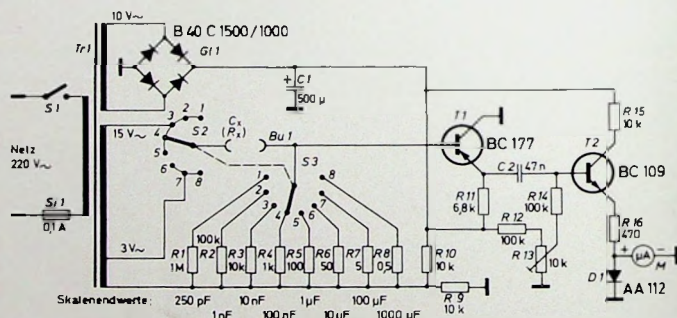 10 V~
B 40 C 1500/1000
Tr1
Gl1
+
C1
500 µ
S1
Netz
220 V~
Si1
0,1 A
15 V~
3 2 1
4
S2
5
6 7 8
Cx
(Rx)
Bu1
S3
1
2
3
4
5
6
7
8
3 V~
T1
BC 177
C2 47n
T2
BC 109
R15
10 k
R11
6,8k
R14
100k
R12
100k
R13
10 k
R16
470
+ µA -
M
D1
AA 112
R1
1M
100k
R2
R3
10k
R4
1k
R5
100
R6
50
R7
5
R8
0,5
R10
10 k
R9
10 k
Skalenendwerte:
250 pF
1 nF
10 nF
100 nF
1 µF
10 µF
100 µF
1000 µF